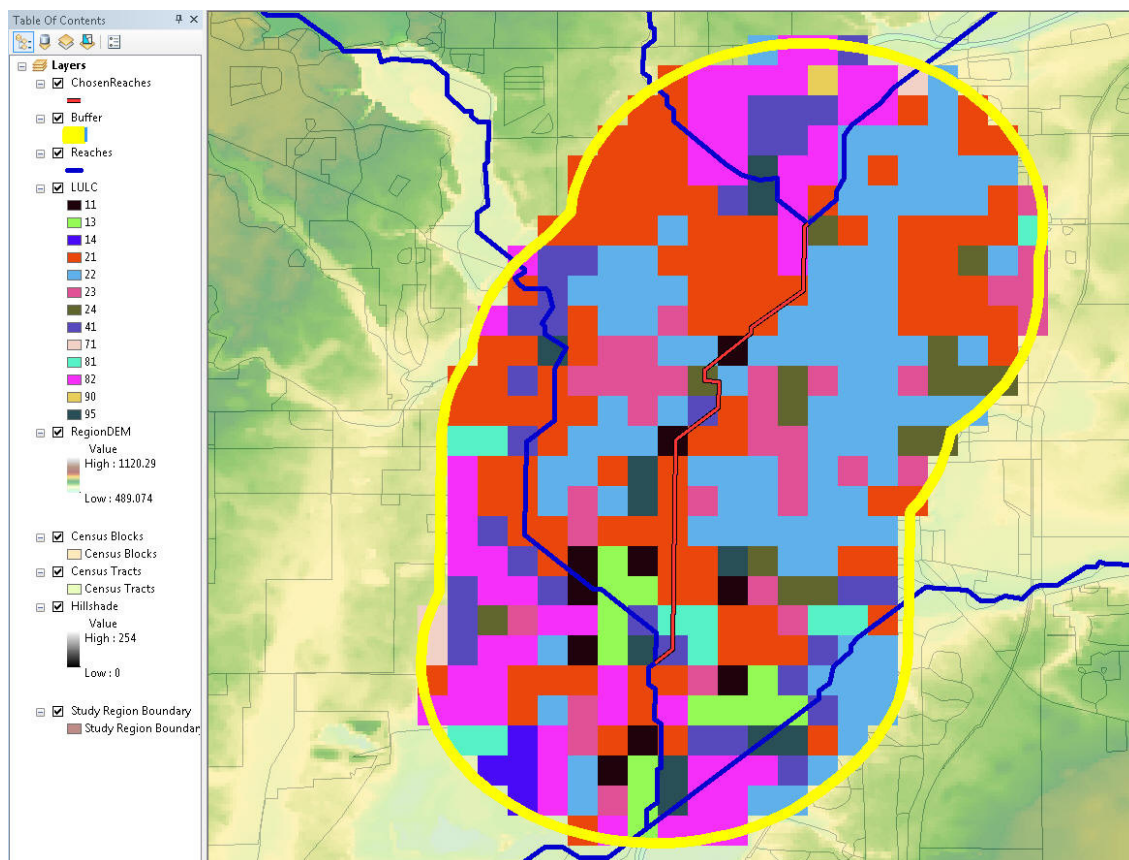 Table Of Contents
Layers
ChosenReaches
Buffer
Reaches
LULC
11
13
14
21
22
23
24
41
71
81
82
90
95
RegionDEM
Value
High : 1120.29
Low : 489.074
Census Blocks
Census Blocks
Census Tracts
Census Tracts
Hillshade
Value
High : 254
Low : 0
Study Region Boundary
Study Region Boundar